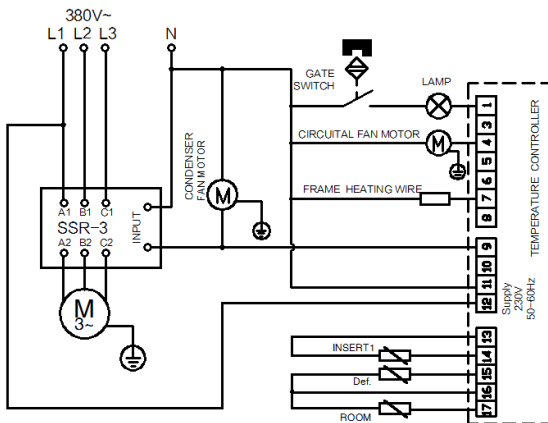 380V~
L1 L2 L3 N
GATE
SWITCH
LAMP
CIRCUITAL FAN MOTOR
M
FRAME HEATING WIRE
CONDENSER
FAN MOTOR
M
A1 B1 C1
SSR-3
A2 B2 C2
INPUT
M
3~
INSERT1
Def.
ROOM
1
3
4
5
6
7
8
9
10
11
12
13
14
15
16
17
TEMPERATURE CONTROLLER
Supply
230V
50-60Hz